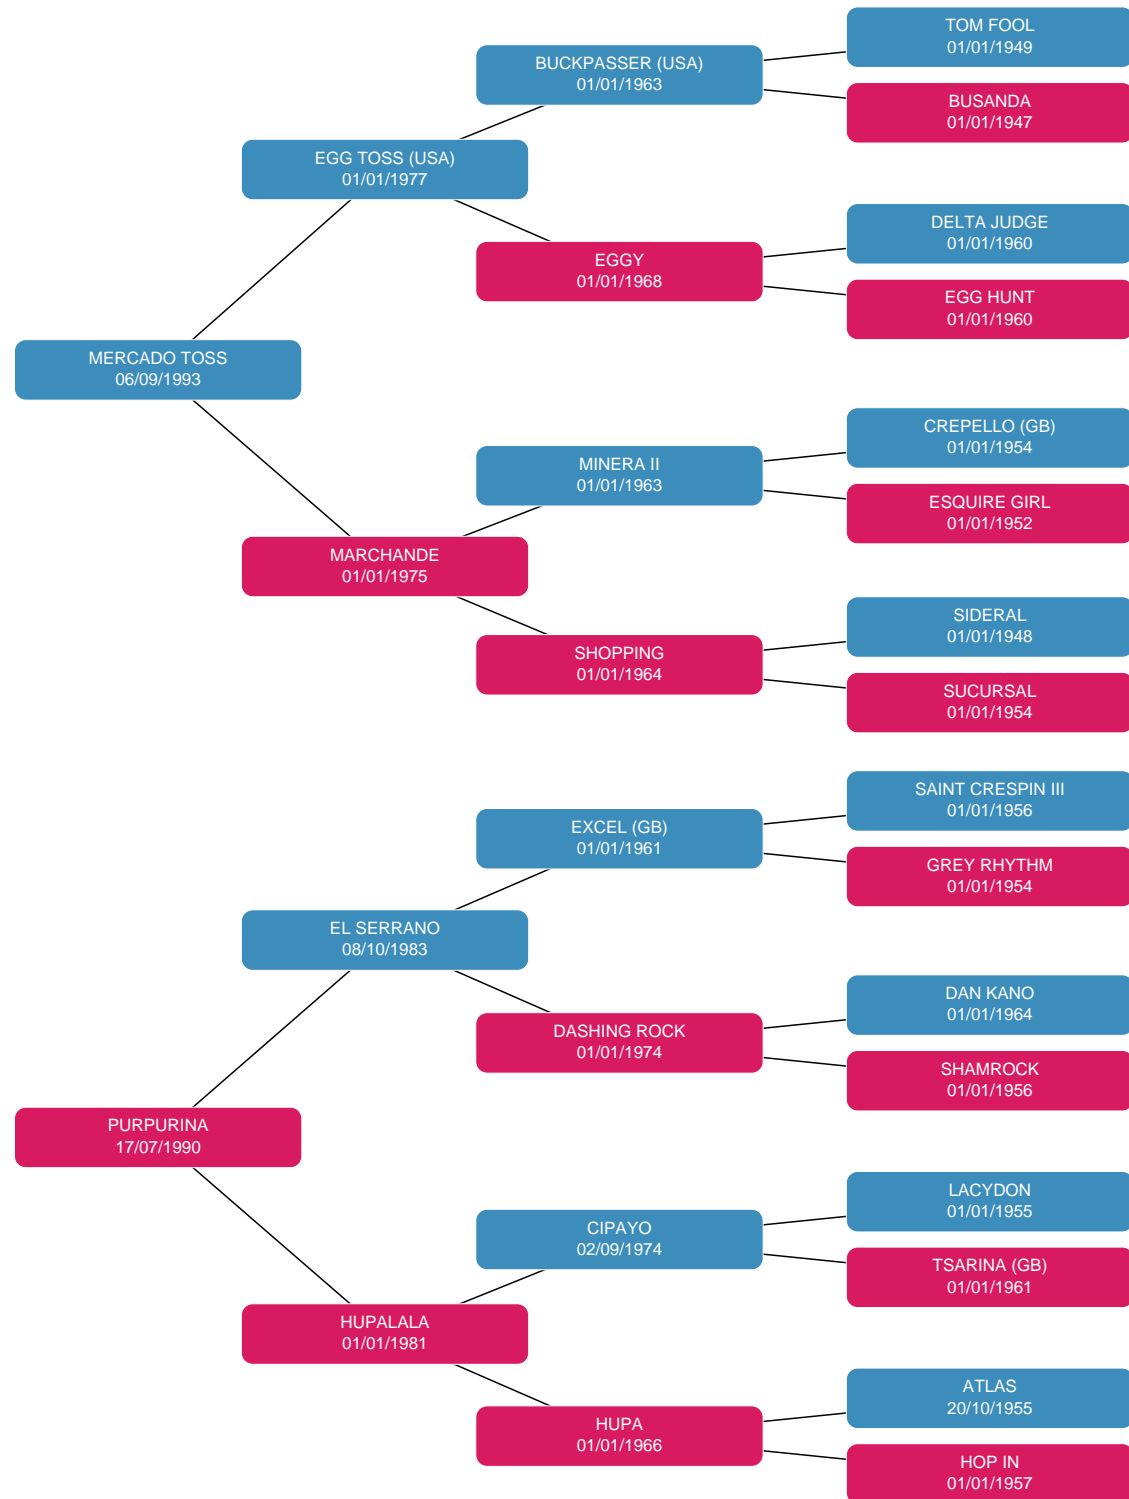 TOM FOOL
01/01/1949
BUCKPASSER (USA)
01/01/1963
BUSANDA
01/01/1947
EGG TOSS (USA)
01/01/1977
DELTA JUDGE
01/01/1960
EGGY
01/01/1968
EGG HUNT
01/01/1960
MERCADO TOSS
06/09/1993
CREPELLO (GB)
01/01/1954
MINERA II
01/01/1963
ESQUIRE GIRL
01/01/1952
MARCHANDE
01/01/1975
SIDERAL
01/01/1948
SHOPPING
01/01/1964
SUCURSAL
01/01/1954
SAINT CRESPIN III
01/01/1956
EXCEL (GB)
01/01/1961
GREY RHYTHM
01/01/1954
EL SERRANO
08/10/1983
DAN KANO
01/01/1964
DASHING ROCK
01/01/1974
SHAMROCK
01/01/1956
PURPURINA
17/07/1990
LACYDON
01/01/1955
CIPAYO
02/09/1974
TSARINA (GB)
01/01/1961
HUPALALA
01/01/1981
ATLAS
20/10/1955
HUPA
01/01/1966
HOP IN
01/01/1957